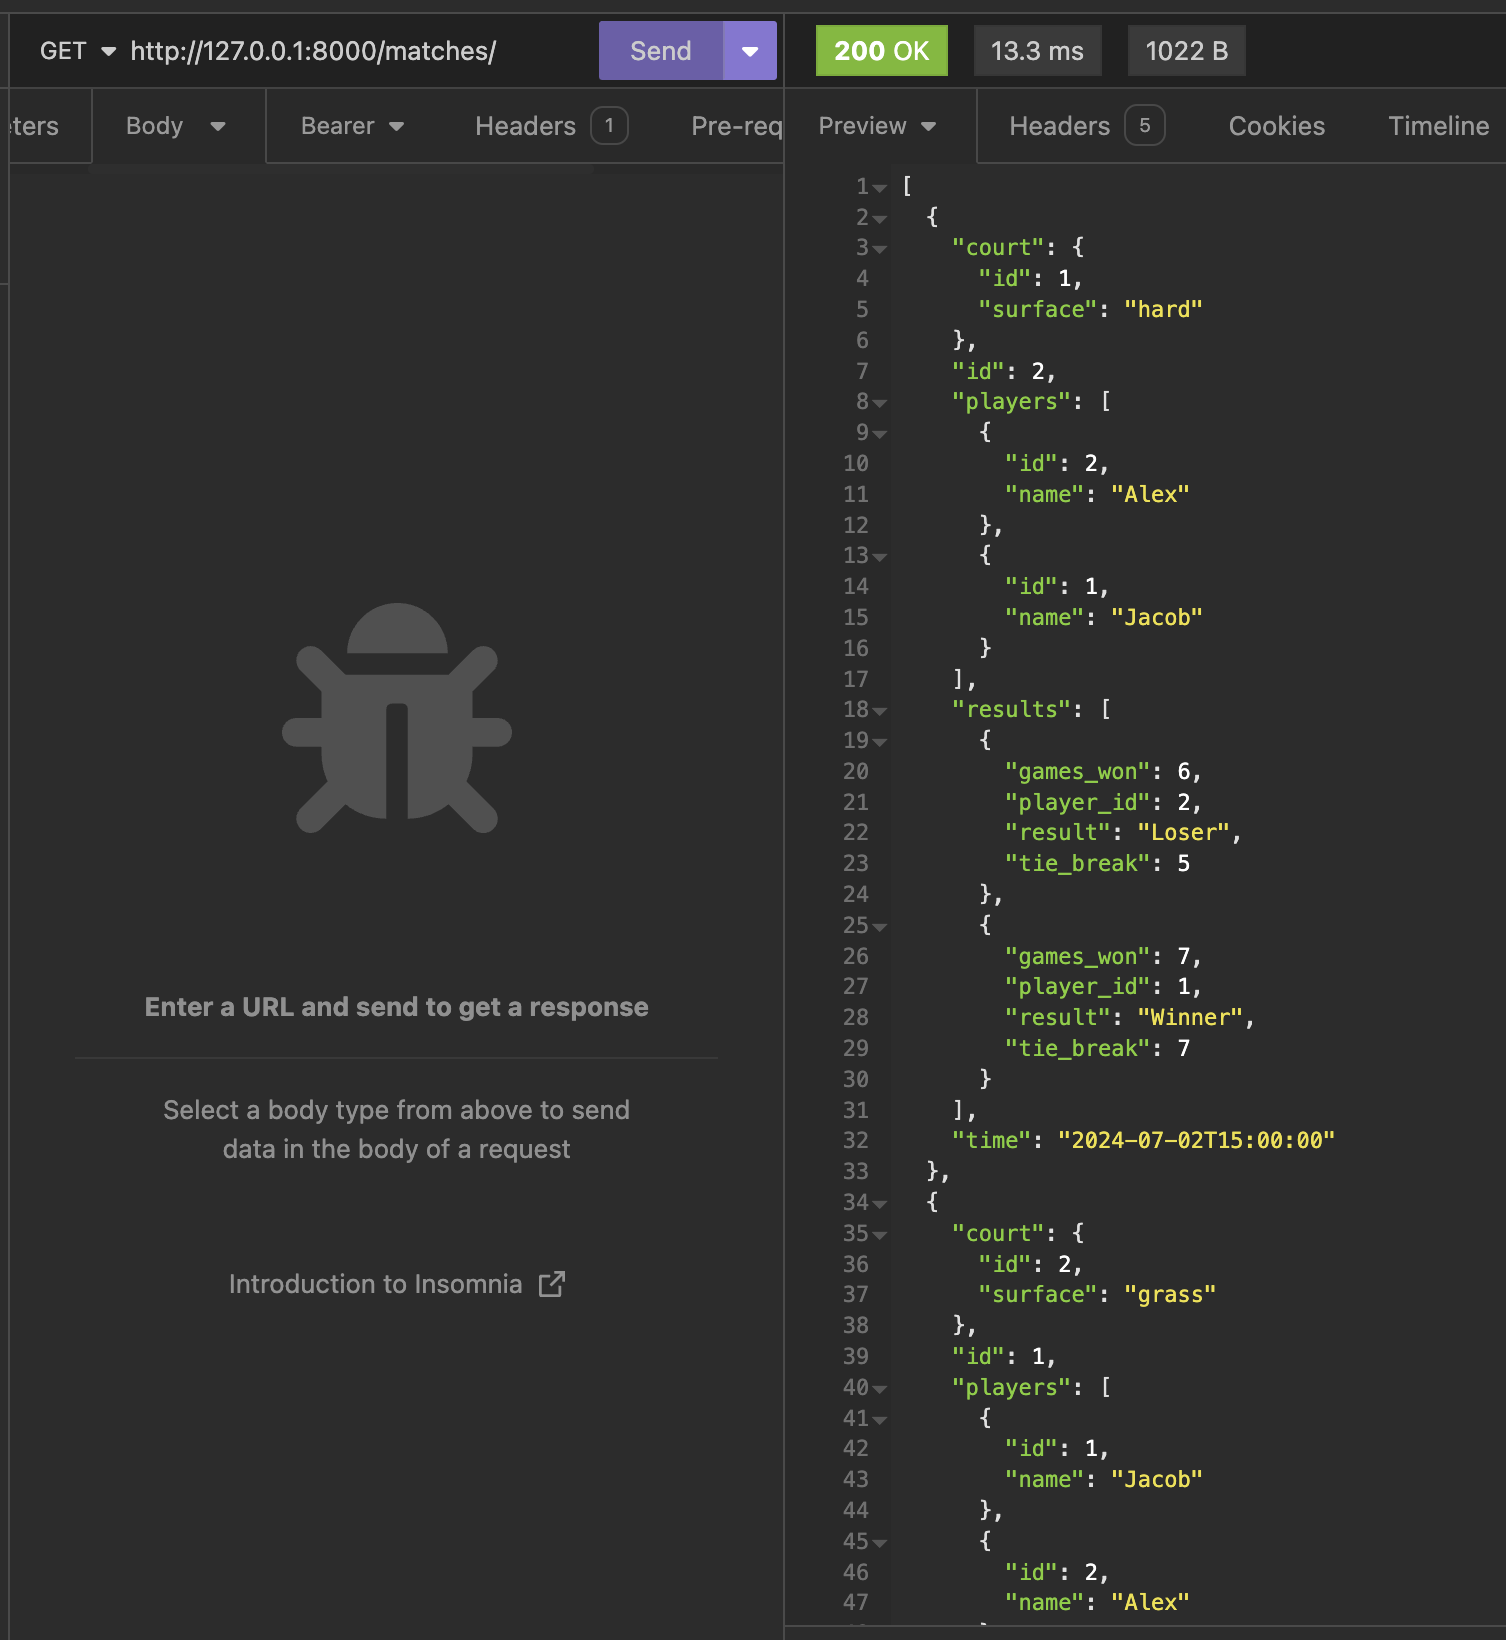 GET http://127.0.0.1:8000/matches/ Send
eters Body Bearer Headers 1 Pre-req
Enter a URL and send to get a response
Select a body type from above to send
data in the body of a request
Introduction to Insomnia
200 OK 13.3 ms 1022 B
Preview Headers 5 Cookies Timeline
1 [
2 {
3 "court": {
4 "id": 1,
5 "surface": "hard"
6 },
7 "id": 2,
8 "players": [
9 {
10 "id": 2,
11 "name": "Alex"
12 },
13 {
14 "id": 1,
15 "name": "Jacob"
16 }
17 ],
18 "results": [
19 {
20 "games_won": 6,
21 "player_id": 2,
22 "result": "Loser",
23 "tie_break": 5
24 },
25 {
26 "games_won": 7,
27 "player_id": 1,
28 "result": "Winner",
29 "tie_break": 7
30 }
31 ],
32 "time": "2024-07-02T15:00:00"
33 },
34 {
35 "court": {
36 "id": 2,
37 "surface": "grass"
38 },
39 "id": 1,
40 "players": [
41 {
42 "id": 1,
43 "name": "Jacob"
44 },
45 {
46 "id": 2,
47 "name": "Alex"